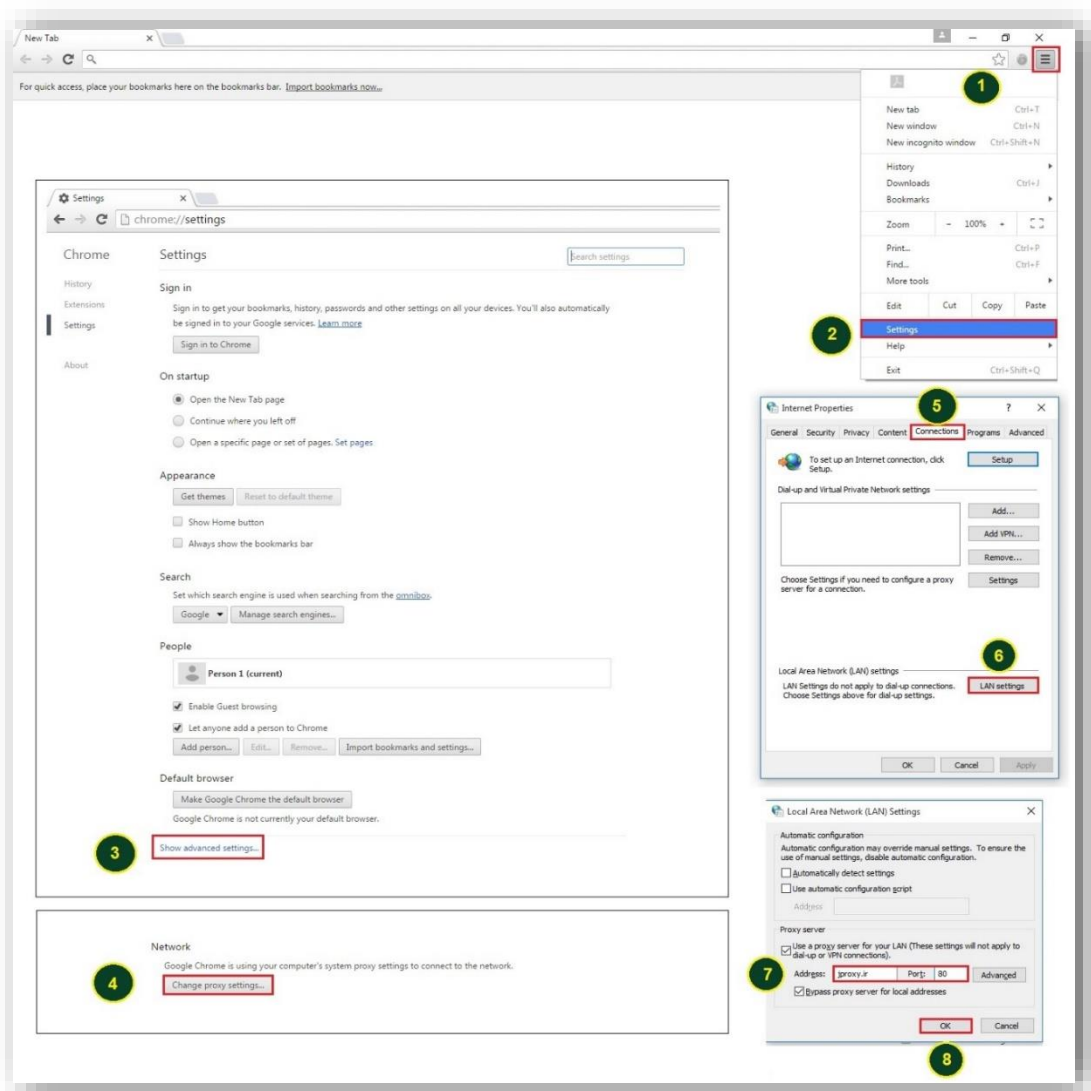 New Tab
For quick access, place your bookmarks here on the bookmarks bar. Import bookmarks now...
1
New tab Ctrl+T
New window Ctrl+N
New incognito window Ctrl+Shift+N
History
Downloads Ctrl+J
Bookmarks
Zoom - 100% +
Print... Ctrl+P
Find... Ctrl+F
More tools
Edit Cut Copy Paste
2
Settings
Help
Exit Ctrl+Shift+Q
Settings
chrome://settings
Chrome
History
Extensions
Settings
About
Settings
Search settings
Sign in
Sign in to get your bookmarks, history, passwords and other settings on all your devices. You'll also automatically
be signed in to your Google services. Learn more
Sign in to Chrome
On startup
Open the New Tab page
Continue where you left off
Open a specific page or set of pages. Set pages
Appearance
Get themes Reset to default theme
Show Home button
Always show the bookmarks bar
Search
Set which search engine is used when searching from the omnibox.
Google Manage search engines...
People
Person 1 (current)
Enable Guest browsing
Let anyone add a person to Chrome
Add person... Edit... Remove... Import bookmarks and settings...
Default browser
Make Google Chrome the default browser
Google Chrome is not currently your default browser.
3
Show advanced settings...
Network
Google Chrome is using your computer's system proxy settings to connect to the network.
4
Change proxy settings...
5
Internet Properties ? X
General Security Privacy Content Connections Programs Advanced
To set up an Internet connection, click
Setup.
Setup
Dial-up and Virtual Private Network settings
Add...
Add VPN...
Remove...
Choose Settings if you need to configure a proxy
server for a connection.
Settings
6
Local Area Network (LAN) settings
LAN Settings do not apply to dial-up connections.
Choose Settings above for dial-up settings.
LAN settings
OK Cancel Apply
Local Area Network (LAN) Settings
Automatic configuration
Automatic configuration may override manual settings. To ensure the
use of manual settings, disable automatic configuration.
Automatically detect settings
Use automatic configuration script
Address
Proxy server
Use a proxy server for your LAN (These settings will not apply to
dial-up or VPN connections).
7
Address: jproxy.ir Port: 80 Advanced
Bypass proxy server for local addresses
OK Cancel
8